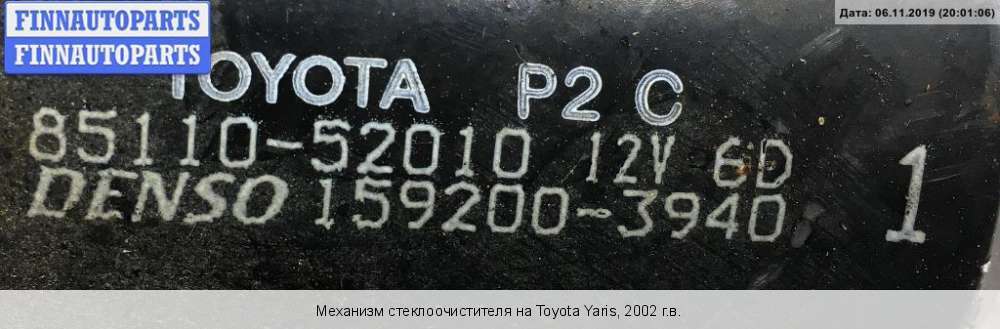 FINNAUTOPARTS
FINNAUTOPARTS
Дата: 06.11.2019 (20:01:06)
TOYOTA P2 C
85110-52010 12V 6D
DENSO 159200-3940 1
Механизм стеклоочистителя на Toyota Yaris, 2002 г.в.